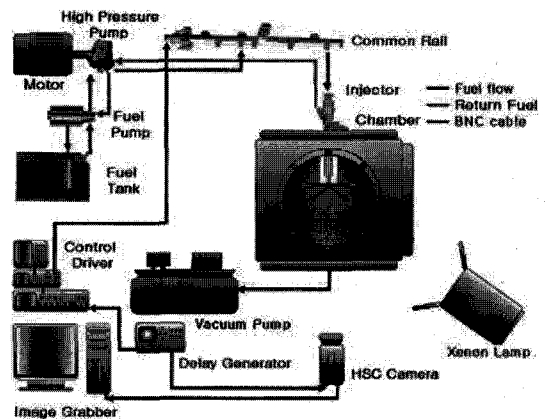 High Pressure
Pump
Common Rail
Motor
Injector
Fuel flow
Return Fuel
BNC cable
Chamber
Fuel
Pump
Fuel
Tank
Control
Driver
Vacuum Pump
Delay Generator
HSC Camera
Xenon Lamp
Image Grabber